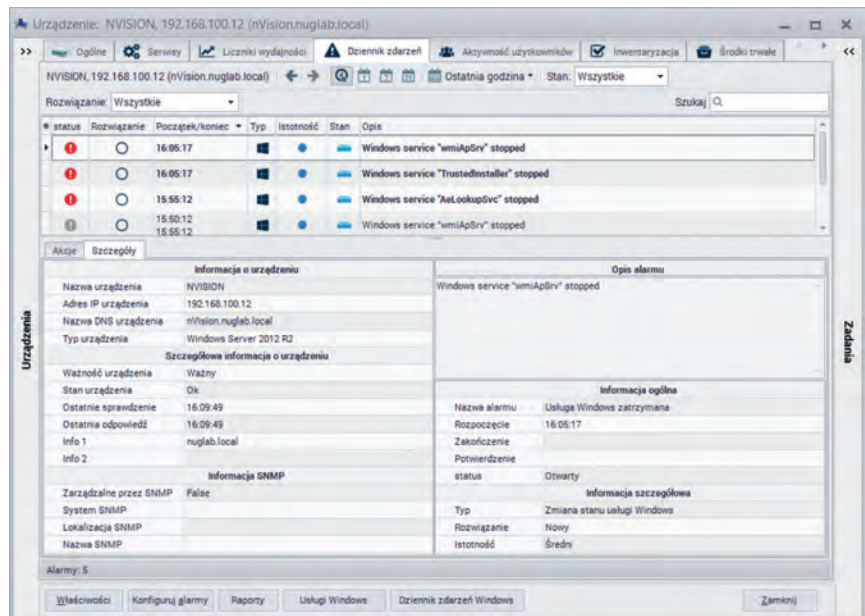 Urządzenie: NVISION, 192.168.100.12 (nVision.nuglab.local)
Ogólne Serwisy Liczniki wydajności Dziennik zdarzeń Aktywność użytkowników Inwentaryzacja Środki trwałe
NVISION, 192.168.100.12 (nVision.nuglab.local) Ostatnia godzina Stan: Wszystkie
Rozwiązanie: Wszystkie Szukaj
status Rozwiązanie Początek/koniec Typ Istotność Stan Opis
16:05:17 Windows service "wmiApSrv" stopped
16:05:17 Windows service "TrustedInstaller" stopped
15:55:12 Windows service "AeLookupSvc" stopped
15:50:12
15:55:12 Windows service "wmiApSrv" stopped
Akcje Szczegóły
Urządzenia
Informacja o urządzeniu
Nazwa urządzenia NVISION
Adres IP urządzenia 192.168.100.12
Nazwa DNS urządzenia nVision.nuglab.local
Typ urządzenia Windows Server 2012 R2
Szczegółowa informacja o urządzeniu
Ważność urządzenia Ważny
Stan urządzenia Ok
Ostatnie sprawdzenie 16:09:49
Ostatnia odpowiedź 16:09:49
Info 1 nuglab.local
Info 2
Informacja SNMP
Zarządzalne przez SNMP False
System SNMP
Lokalizacja SNMP
Nazwa SNMP
Opis alarmu
Windows service "wmiApSrv" stopped
Informacja ogólna
Nazwa alarmu Usługa Windows zatrzymana
Rozpoczęcie 16:05:17
Zakończenie
Potwierdzenie
status Otwarty
Informacja szczegółowa
Typ Zmiana stanu usługi Windows
Rozwiązanie Nowy
Istotność Średni
Zadania
Alarmy: 5
Właściwości Konfiguruj alarmy Raporty Usługi Windows Dziennik zdarzeń Windows Zamknij